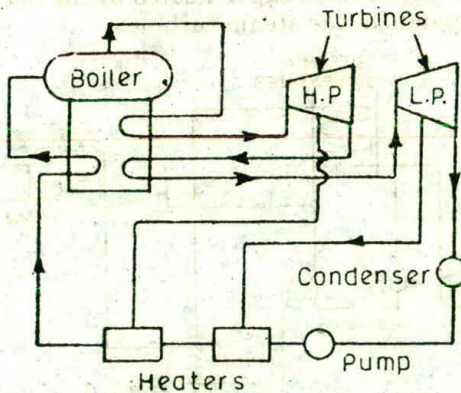 Turbines
Boiler
H.P
L.P.
Condenser
Pump
Heaters